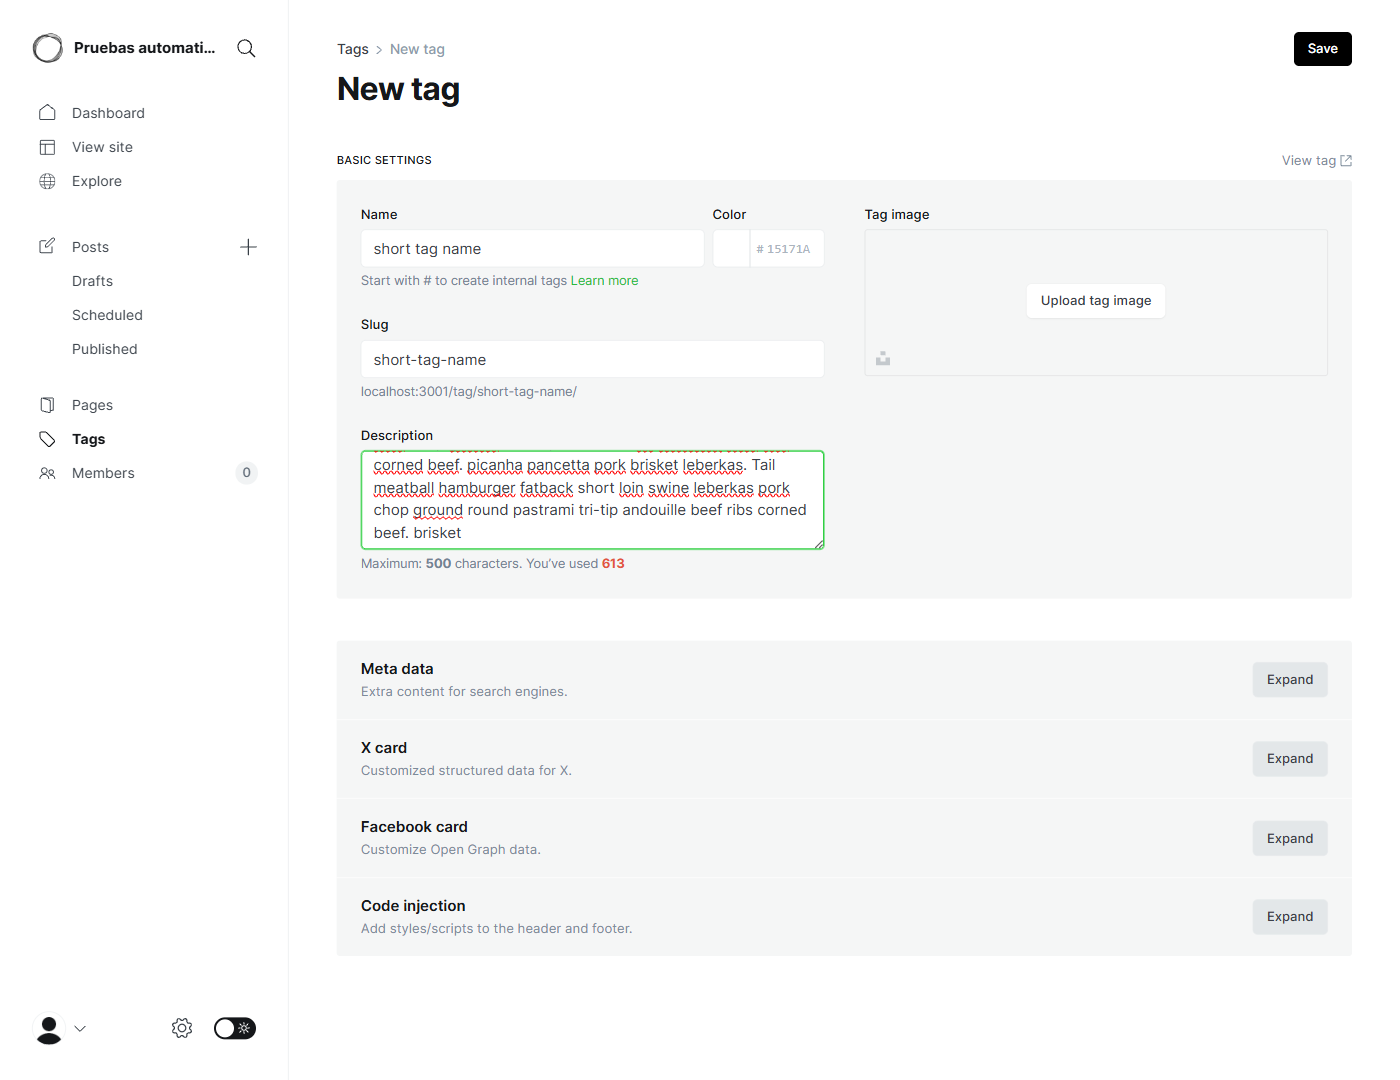 Pruebas automati...
Dashboard
View site
Explore
Posts
Drafts
Scheduled
Published
Pages
Tags
Members
0
Tags > New tag
Save
New tag
BASIC SETTINGS
View tag
Name
Color
Tag image
short tag name
# 15171A
Start with # to create internal tags Learn more
Upload tag image
Slug
short-tag-name
localhost:3001/tag/short-tag-name/
Description
corned beef. picanha pancetta pork brisket leberkas. Tail
meatball hamburger fatback short loin swine leberkas pork
chop ground round pastrami tri-tip andouille beef ribs corned
beef. brisket
Maximum: 500 characters. You've used 613
Meta data
Extra content for search engines.
Expand
X card
Customized structured data for X.
Expand
Facebook card
Customize Open Graph data.
Expand
Code injection
Add styles/scripts to the header and footer.
Expand